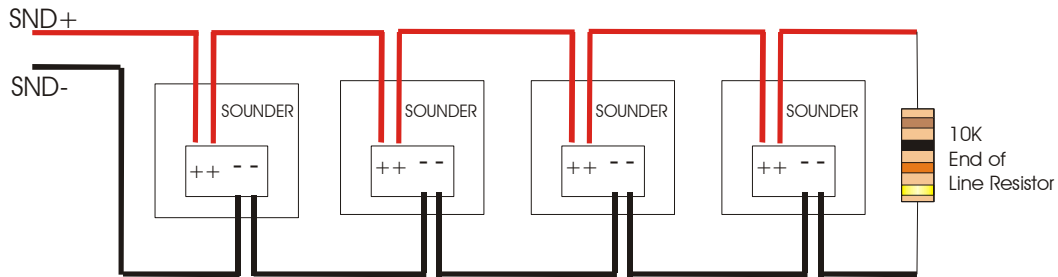 SND+
SND-
SOUNDER
SOUNDER
SOUNDER
SOUNDER
++ --
++ --
++ --
++ --
10K
End of
Line Resistor